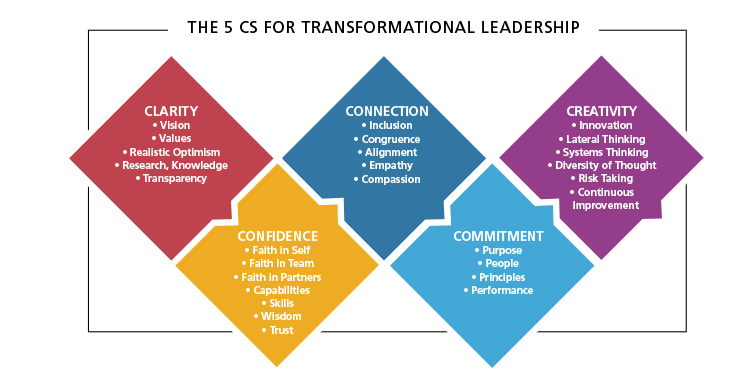 THE 5 CS FOR TRANSFORMATIONAL LEADERSHIP
CLARITY
• Vision
• Values
• Realistic Optimism
• Research, Knowledge
• Transparency
CONFIDENCE
• Faith in Self
• Faith in Team
• Faith in Partners
• Capabilities
• Skills
• Wisdom
• Trust
CONNECTION
• Inclusion
• Congruence
• Alignment
• Empathy
• Compassion
COMMITMENT
• Purpose
• People
• Principles
• Performance
CREATIVITY
• Innovation
• Lateral Thinking
• Systems Thinking
• Diversity of Thought
• Risk Taking
• Continuous
Improvement